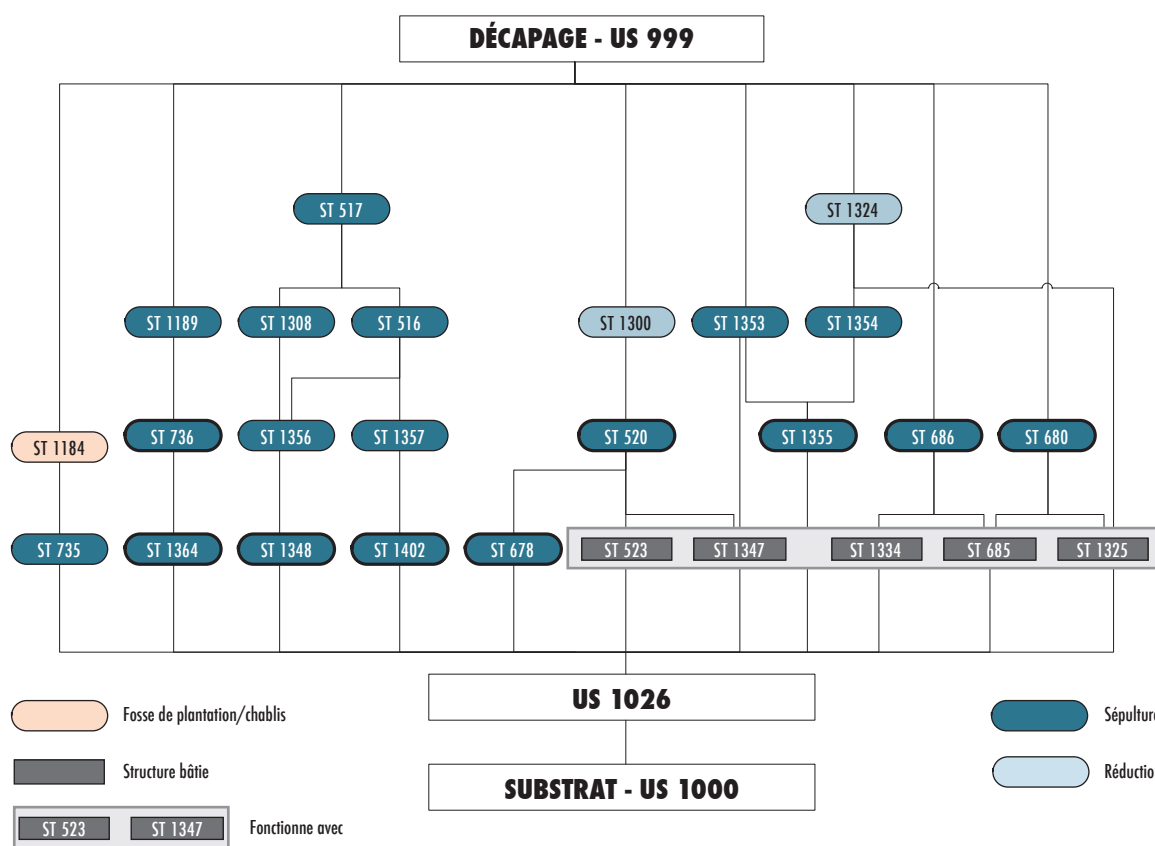 DÉCAPAGE - US 999
ST 517
ST 1324
ST 1189
ST 1308
ST 516
ST 1300
ST 1353
ST 1354
ST 1184
ST 736
ST 1356
ST 1357
ST 520
ST 1355
ST 686
ST 680
ST 735
ST 1364
ST 1348
ST 1402
ST 678
ST 523
ST 1347
ST 1334
ST 685
ST 1325
US 1026
SUBSTRAT - US 1000
Fosse de plantation/chablis
Structure bâtie
ST 523
ST 1347
Fonctionne avec
Sépulture
Réduction